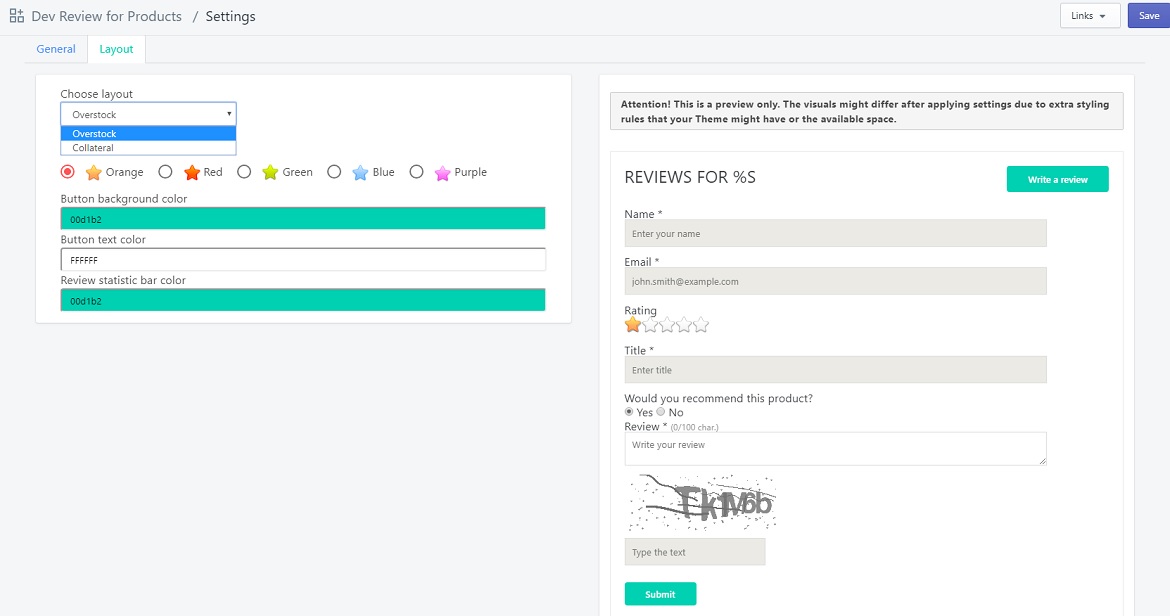 Dev Review for Products / Settings
Links
Save
General
Layout
Choose layout
Overstock
Overstock
Collateral
Orange Red Green Blue Purple
Button background color
00d1b2
Button text color
FFFFFF
Review statistic bar color
00d1b2
Attention! This is a preview only. The visuals might differ after applying settings due to extra styling
rules that your Theme might have or the available space.
REVIEWS FOR %S
Write a review
Name *
Enter your name
Email *
john.smith@example.com
Rating
Title *
Enter title
Would you recommend this product?
Yes No
Review * (0/100 char.)
Write your review
Type the text
Submit